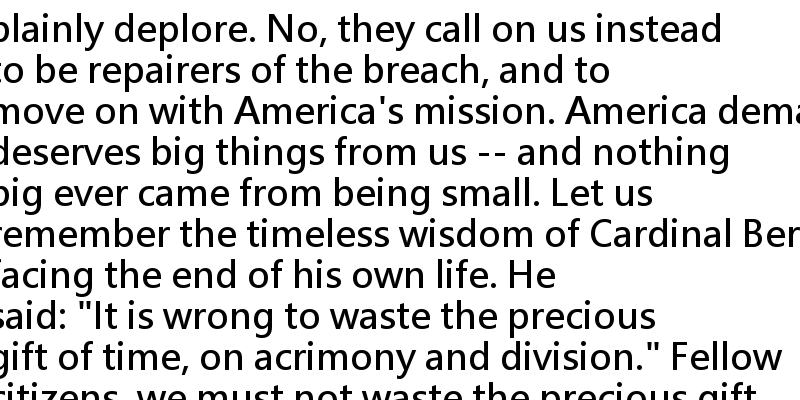 plainly deplore. No, they call on us instead
to be repairers of the breach, and to
move on with America's mission. America dema
deserves big things from us -- and nothing
big ever came from being small. Let us
remember the timeless wisdom of Cardinal Ber
facing the end of his own life. He
said: "It is wrong to waste the precious
gift of time, on acrimony and division." Fellow
citizens, we must not waste the precious gift